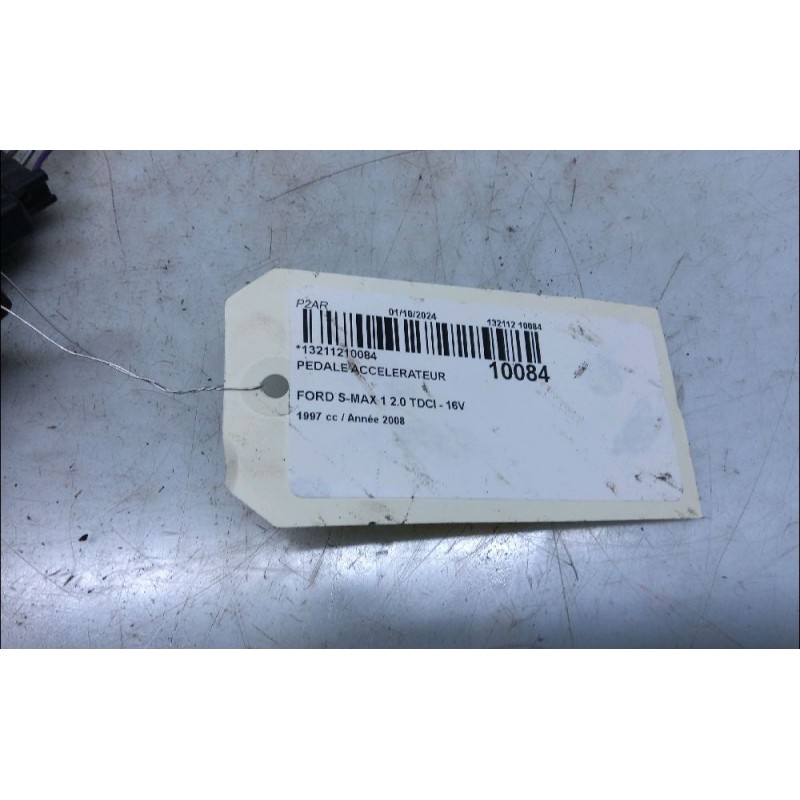 P2AR
01/10/2024 132112 10084
*13211210084
PEDALE ACCELERATEUR 10084
FORD S-MAX 1 2.0 TDCI - 16V
1997 cc / Année 2008